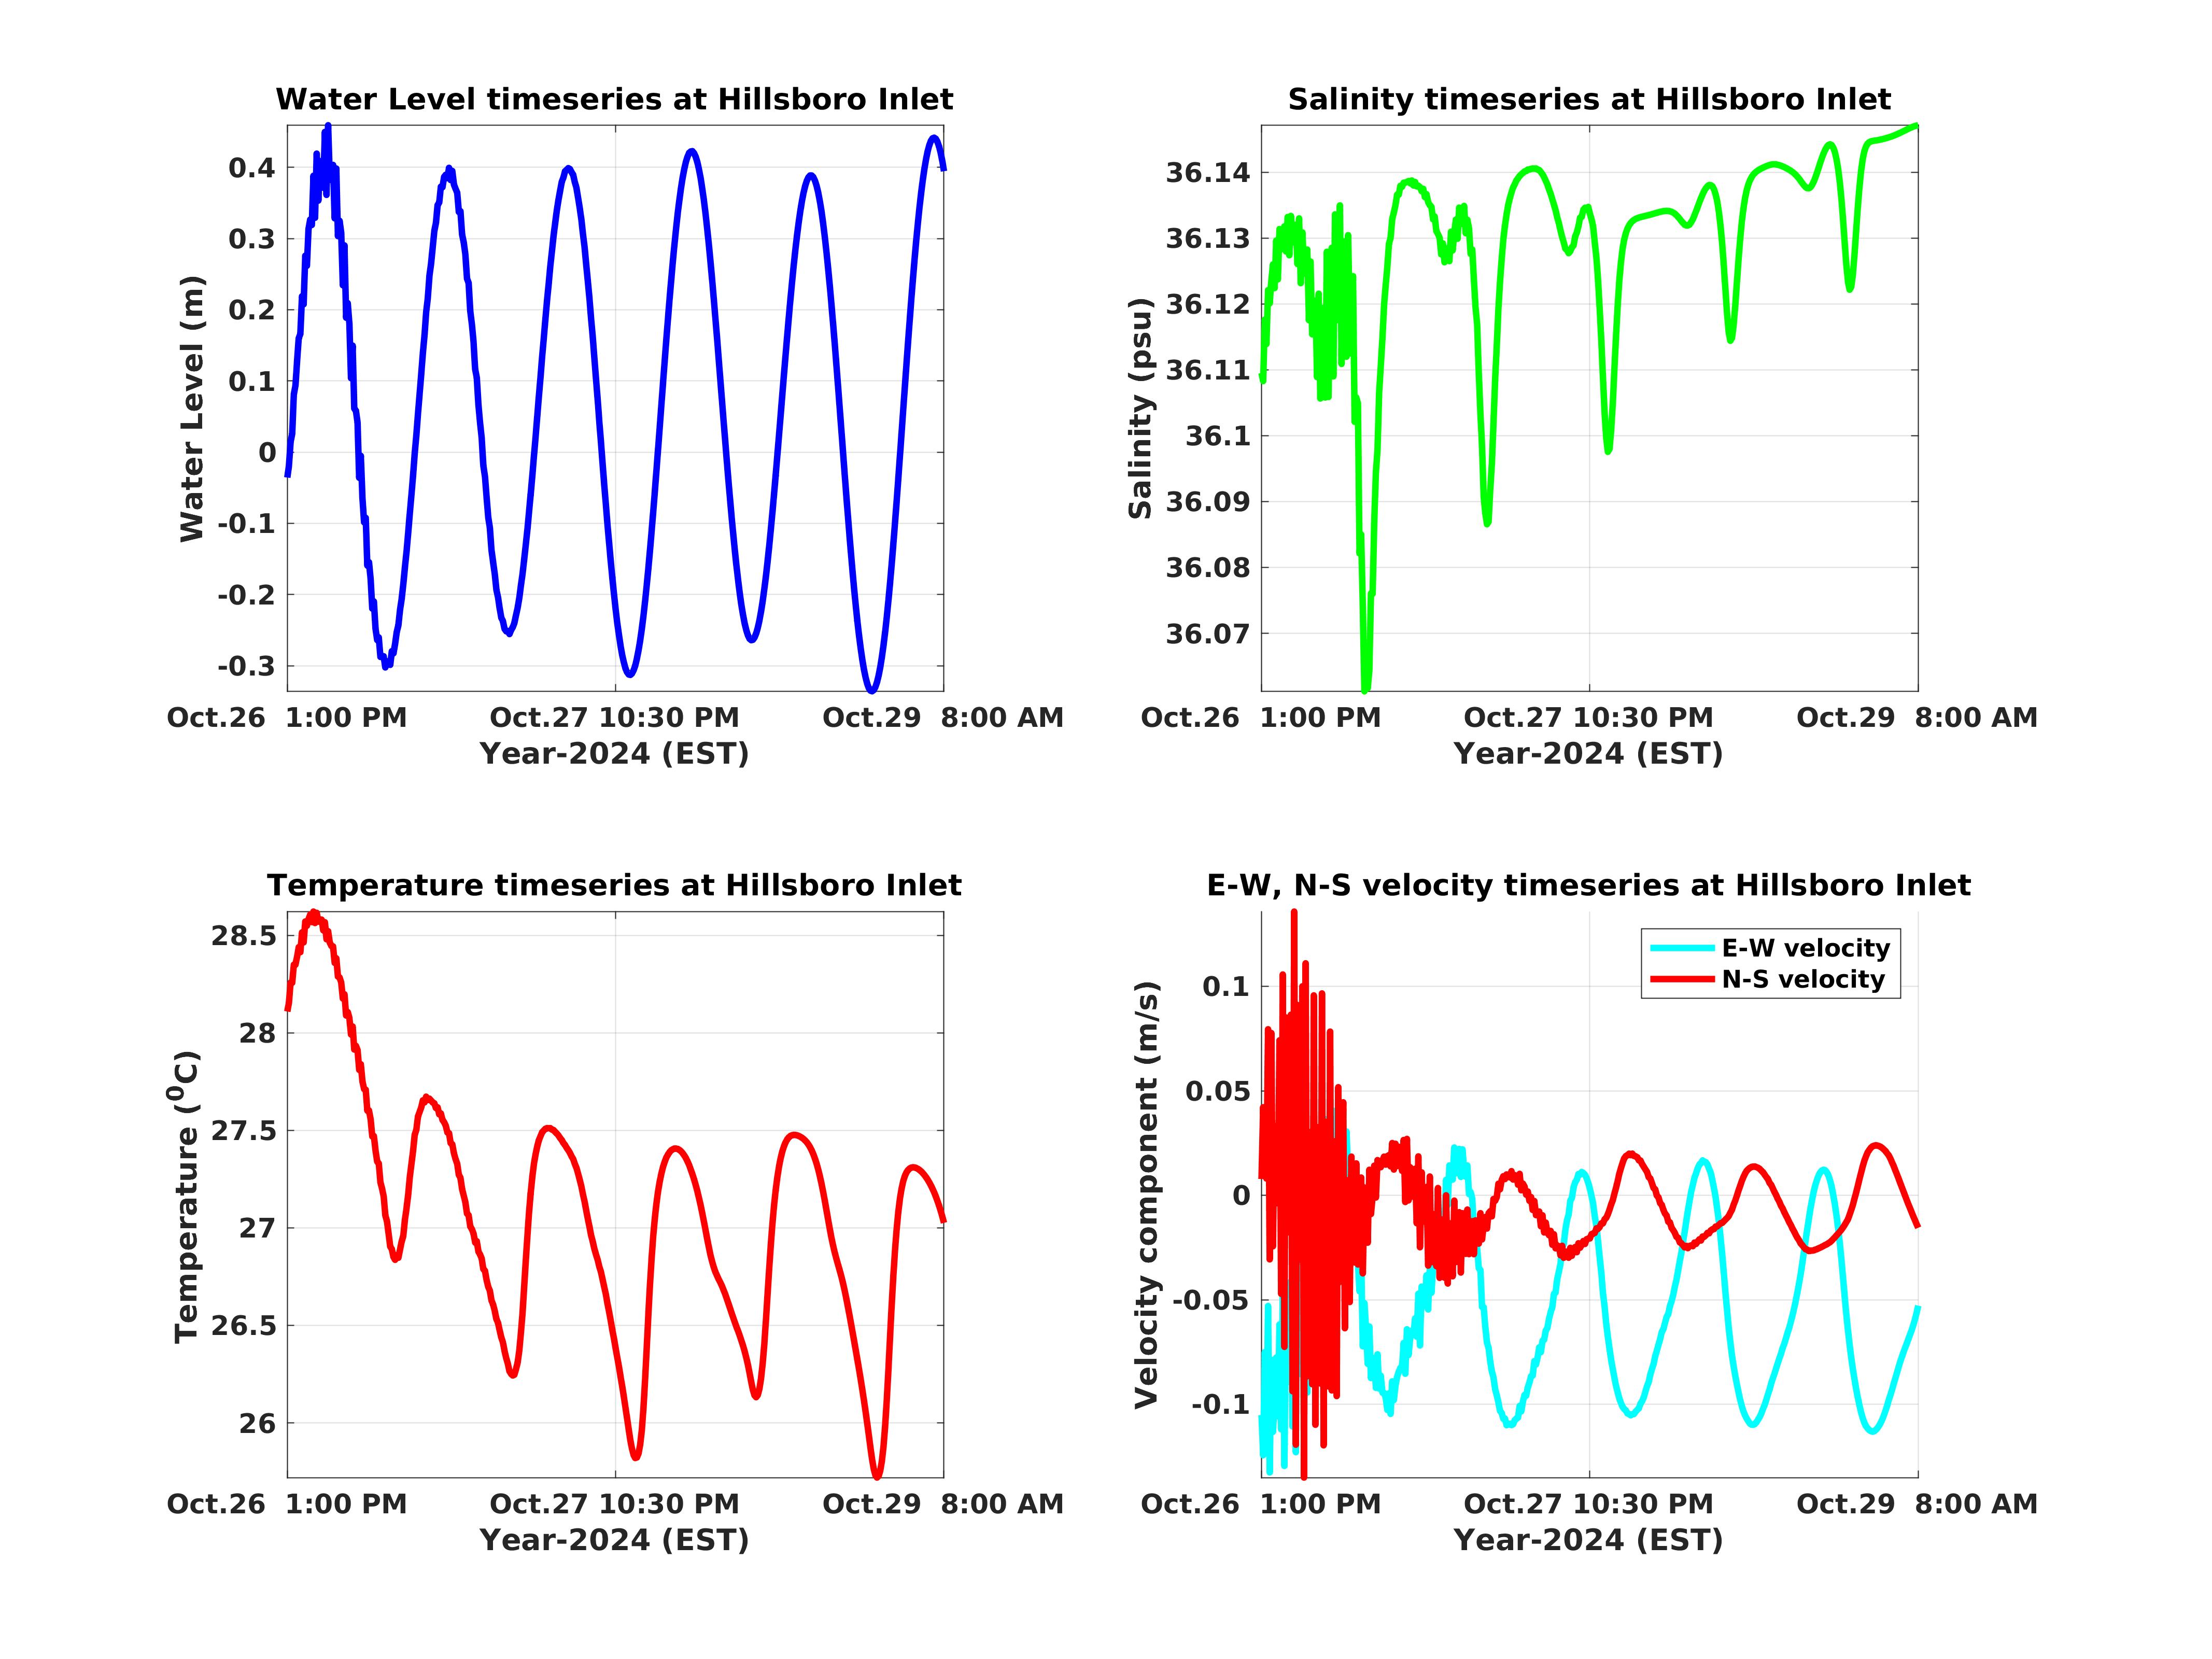 Water Level timeseries at Hillsboro Inlet
Water Level (m)
0.4
0.3
0.2
0.1
0
-0.1
-0.2
-0.3
Oct.26 1:00 PM
Oct.27 10:30 PM
Oct.29 8:00 AM
Year-2024 (EST)
Salinity timeseries at Hillsboro Inlet
Salinity (psu)
36.14
36.13
36.12
36.11
36.1
36.09
36.08
36.07
Oct.26 1:00 PM
Oct.27 10:30 PM
Oct.29 8:00 AM
Year-2024 (EST)
Temperature timeseries at Hillsboro Inlet
Temperature (⁰C)
28.5
28
27.5
27
26.5
26
Oct.26 1:00 PM
Oct.27 10:30 PM
Oct.29 8:00 AM
Year-2024 (EST)
E-W, N-S velocity timeseries at Hillsboro Inlet
Velocity component (m/s)
E-W velocity
N-S velocity
0.1
0.05
0
-0.05
-0.1
Oct.26 1:00 PM
Oct.27 10:30 PM
Oct.29 8:00 AM
Year-2024 (EST)